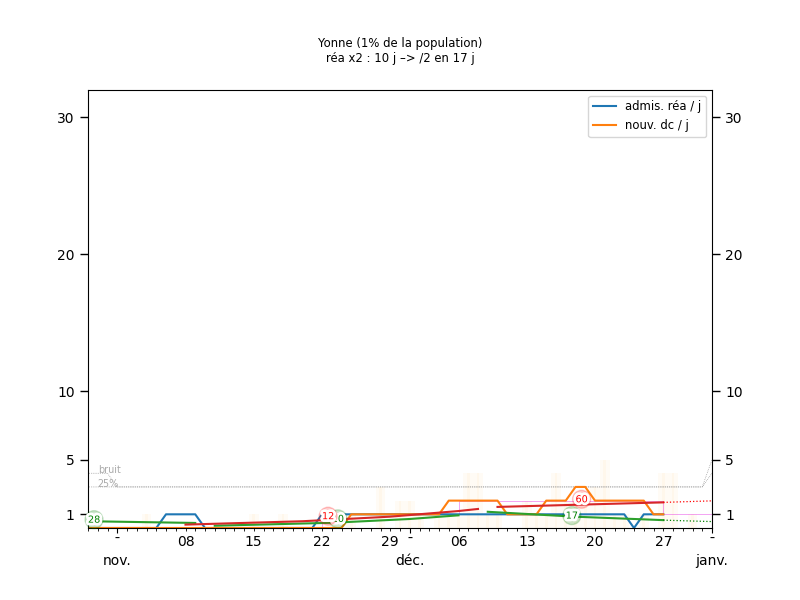 Yonne (1% de la population)
réa x2 : 10 j –> /2 en 17 j
admis. réa / j
nouv. dc / j
30 30
20 20
10 10
5 5
1 1
bruit
25%
28
12
0
60
17
- 08 15 22 29 - 06 13 20 27 -
nov. déc. janv.